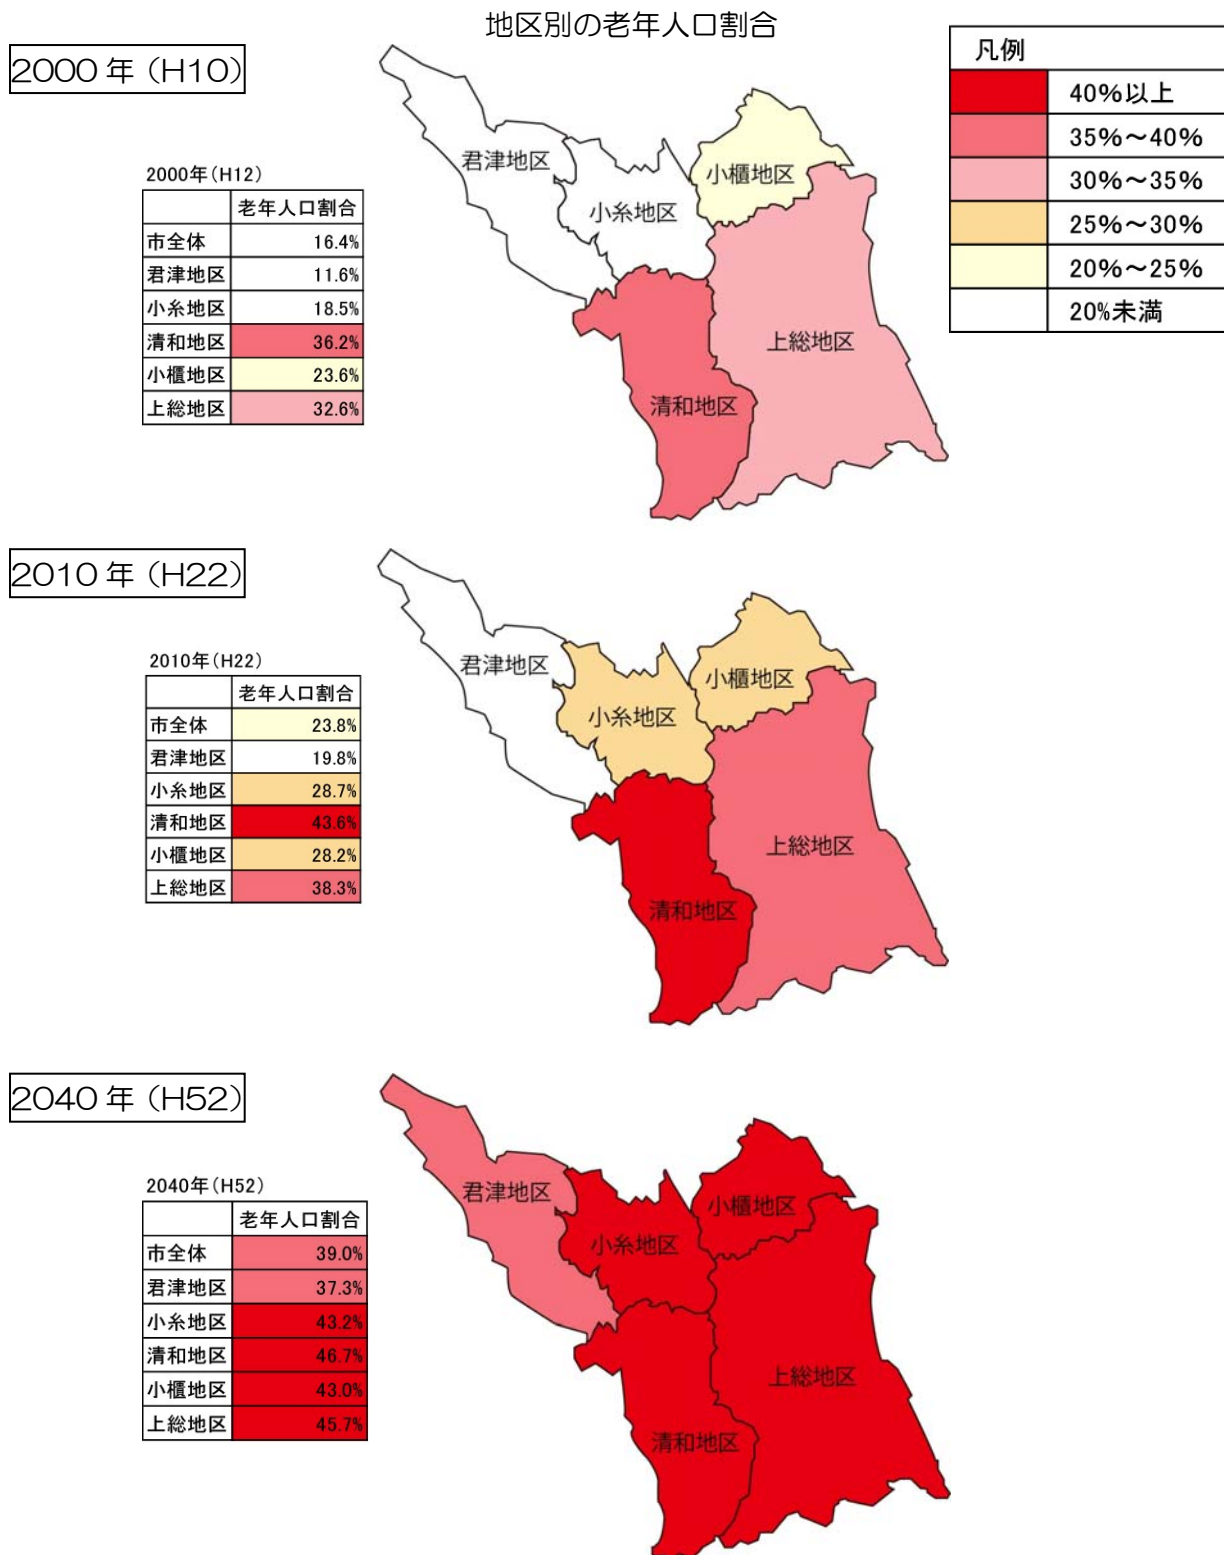 地区別の老年人口割合
凡例
40%以上
35%～40%
30%～35%
25%～30%
20%～25%
20%未満
2000年（H10）
2000年(H12)
老年人口割合
市全体 16.4%
君津地区 11.6%
小糸地区 18.5%
清和地区 36.2%
小櫃地区 23.6%
上総地区 32.6%
君津地区
小糸地区
小櫃地区
上総地区
清和地区
2010年（H22）
2010年(H22)
老年人口割合
市全体 23.8%
君津地区 19.8%
小糸地区 28.7%
清和地区 43.6%
小櫃地区 28.2%
上総地区 38.3%
君津地区
小糸地区
小櫃地区
上総地区
清和地区
2040年（H52）
2040年(H52)
老年人口割合
市全体 39.0%
君津地区 37.3%
小糸地区 43.2%
清和地区 46.7%
小櫃地区 43.0%
上総地区 45.7%
君津地区
小糸地区
小櫃地区
上総地区
清和地区